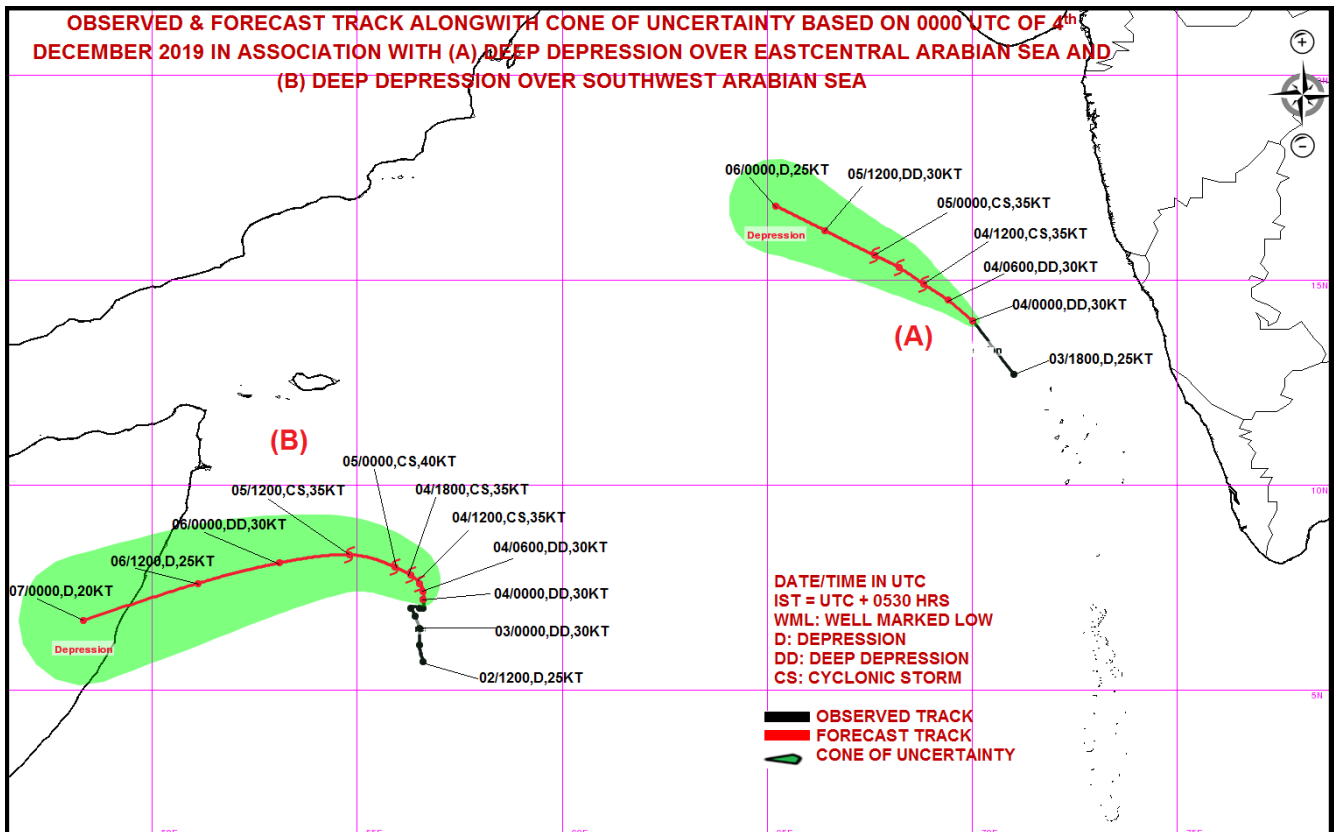 OBSERVED & FORECAST TRACK ALONGWITH CONE OF UNCERTAINTY BASED ON 0000 UTC OF 4th
DECEMBER 2019 IN ASSOCIATION WITH (A) DEEP DEPRESSION OVER EASTCENTRAL ARABIAN SEA AND
(B) DEEP DEPRESSION OVER SOUTHWEST ARABIAN SEA
06/0000,D,25KT
05/1200,DD,30KT
05/0000,CS,35KT
04/1200,CS,35KT
04/0600,DD,30KT
04/0000,DD,30KT
03/1800,D,25KT
Depression
(A)
15N
(B)
05/0000,CS,40KT
05/1200,CS,35KT
04/1800,CS,35KT
04/1200,CS,35KT
06/0000,DD,30KT
04/0600,DD,30KT
06/1200,D,25KT
04/0000,DD,30KT
07/0000,D,20KT
03/0000,DD,30KT
02/1200,D,25KT
Depression
10N
5N
DATE/TIME IN UTC
IST = UTC + 0530 HRS
WML: WELL MARKED LOW
D: DEPRESSION
DD: DEEP DEPRESSION
CS: CYCLONIC STORM
OBSERVED TRACK
FORECAST TRACK
CONE OF UNCERTAINTY